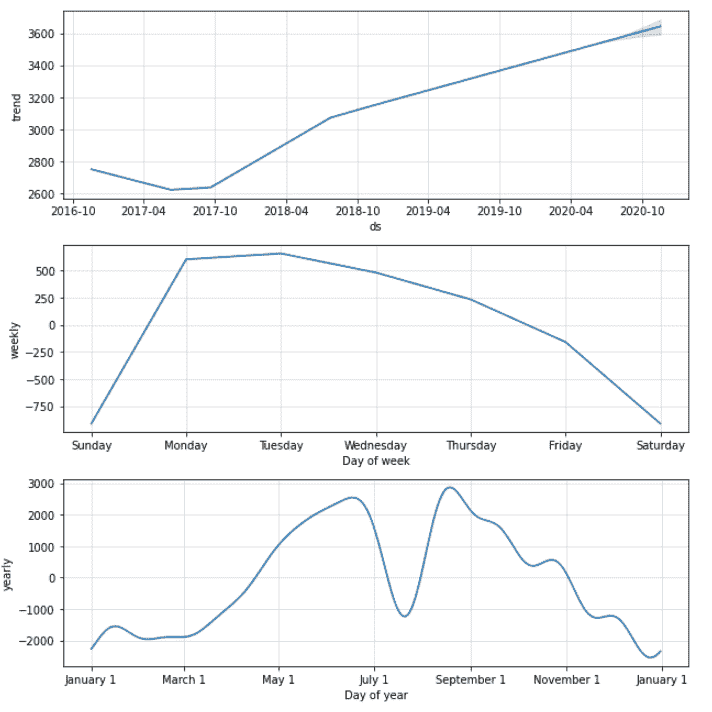 3600
3400
3200
3000
2800
2600
trend
2016-10 2017-04 2017-10 2018-04 2018-10 2019-04 2019-10 2020-04 2020-10
ds
500
250
0
−250
−500
−750
weekly
Sunday Monday Tuesday Wednesday Thursday Friday Saturday
Day of week
3000
2000
1000
0
−1000
−2000
yearly
January 1 March 1 May 1 July 1 September 1 November 1 January 1
Day of year